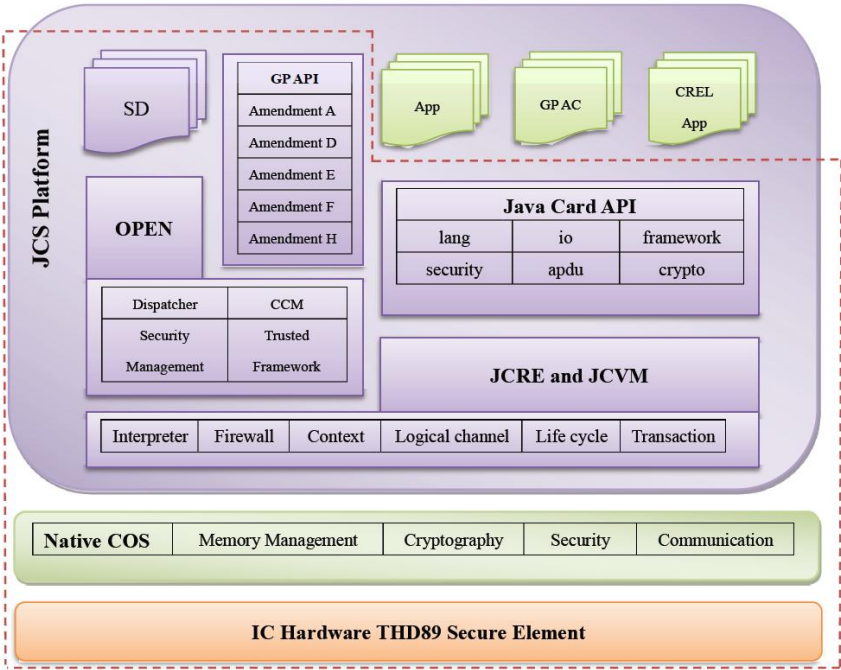 JCS Platform
SD
GP API
Amendment A
Amendment D
Amendment E
Amendment F
Amendment H
App
GP AC
CREL
App
OPEN
Dispatcher
CCM
Security
Management
Trusted
Framework
Java Card API
lang
io
framework
security
apdu
crypto
JCRE and JCVM
Interpreter
Firewall
Context
Logical channel
Life cycle
Transaction
Native COS
Memory Management
Cryptography
Security
Communication
IC Hardware THD89 Secure Element